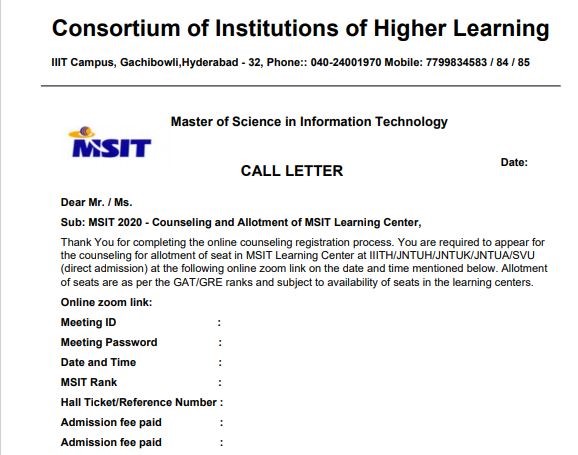 Consortium of Institutions of Higher Learning
IIIT Campus, Gachibowli,Hyderabad - 32, Phone:: 040-24001970 Mobile: 7799834583 / 84 / 85
Master of Science in Information Technology
MSIT
CALL LETTER
Date:
Dear Mr. / Ms.
Sub: MSIT 2020 - Counseling and Allotment of MSIT Learning Center,
Thank You for completing the online counseling registration process. You are required to appear for
the counseling for allotment of seat in MSIT Learning Center at IIITH/JNTUH/JNTUK/JNTUA/SVU
(direct admission) at the following online zoom link on the date and time mentioned below. Allotment
of seats are as per the GAT/GRE ranks and subject to availability of seats in the learning centers.
Online zoom link:
Meeting ID :
Meeting Password :
Date and Time :
MSIT Rank :
Hall Ticket/Reference Number :
Admission fee paid :
Admission fee paid :